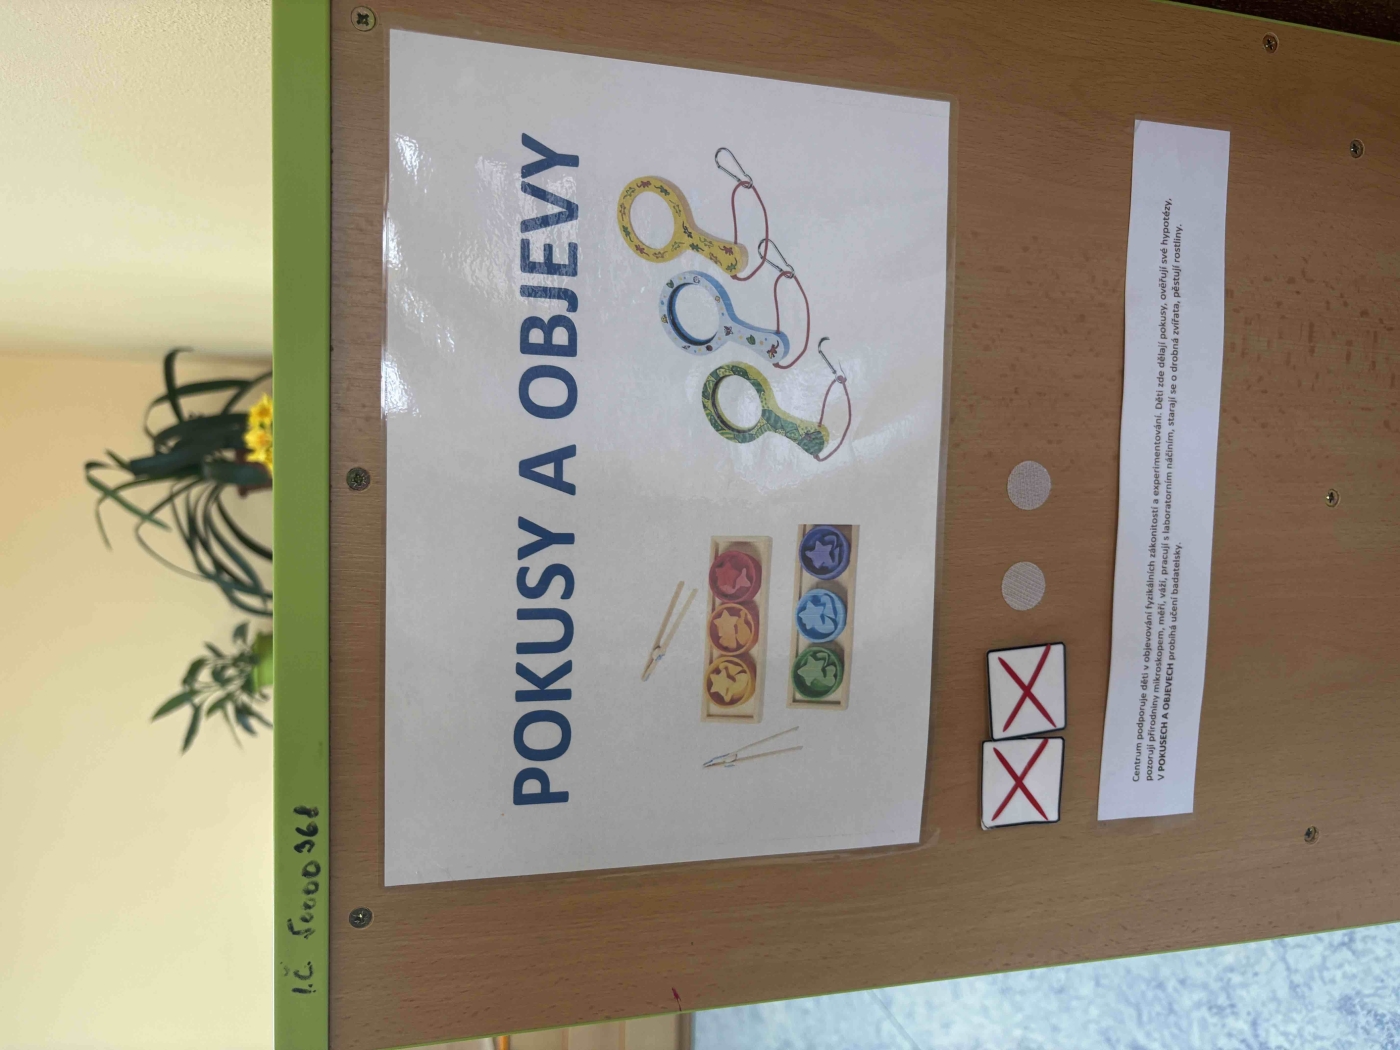 I.Č. 50000368
POKUSY A OBJEVY
Centrum podporuje děti v objevování fyzikálních zákonitostí a experimentování. Děti zde dělají pokusy, ověřují své hypotézy,
pozorují přírodniny mikroskopem, měří, váží, pracují s laboratorním náčiním, starají se o drobná zvířata, pěstují rostliny.
V POKUSECH A OBJEVECH probíhá učení badatelsky.